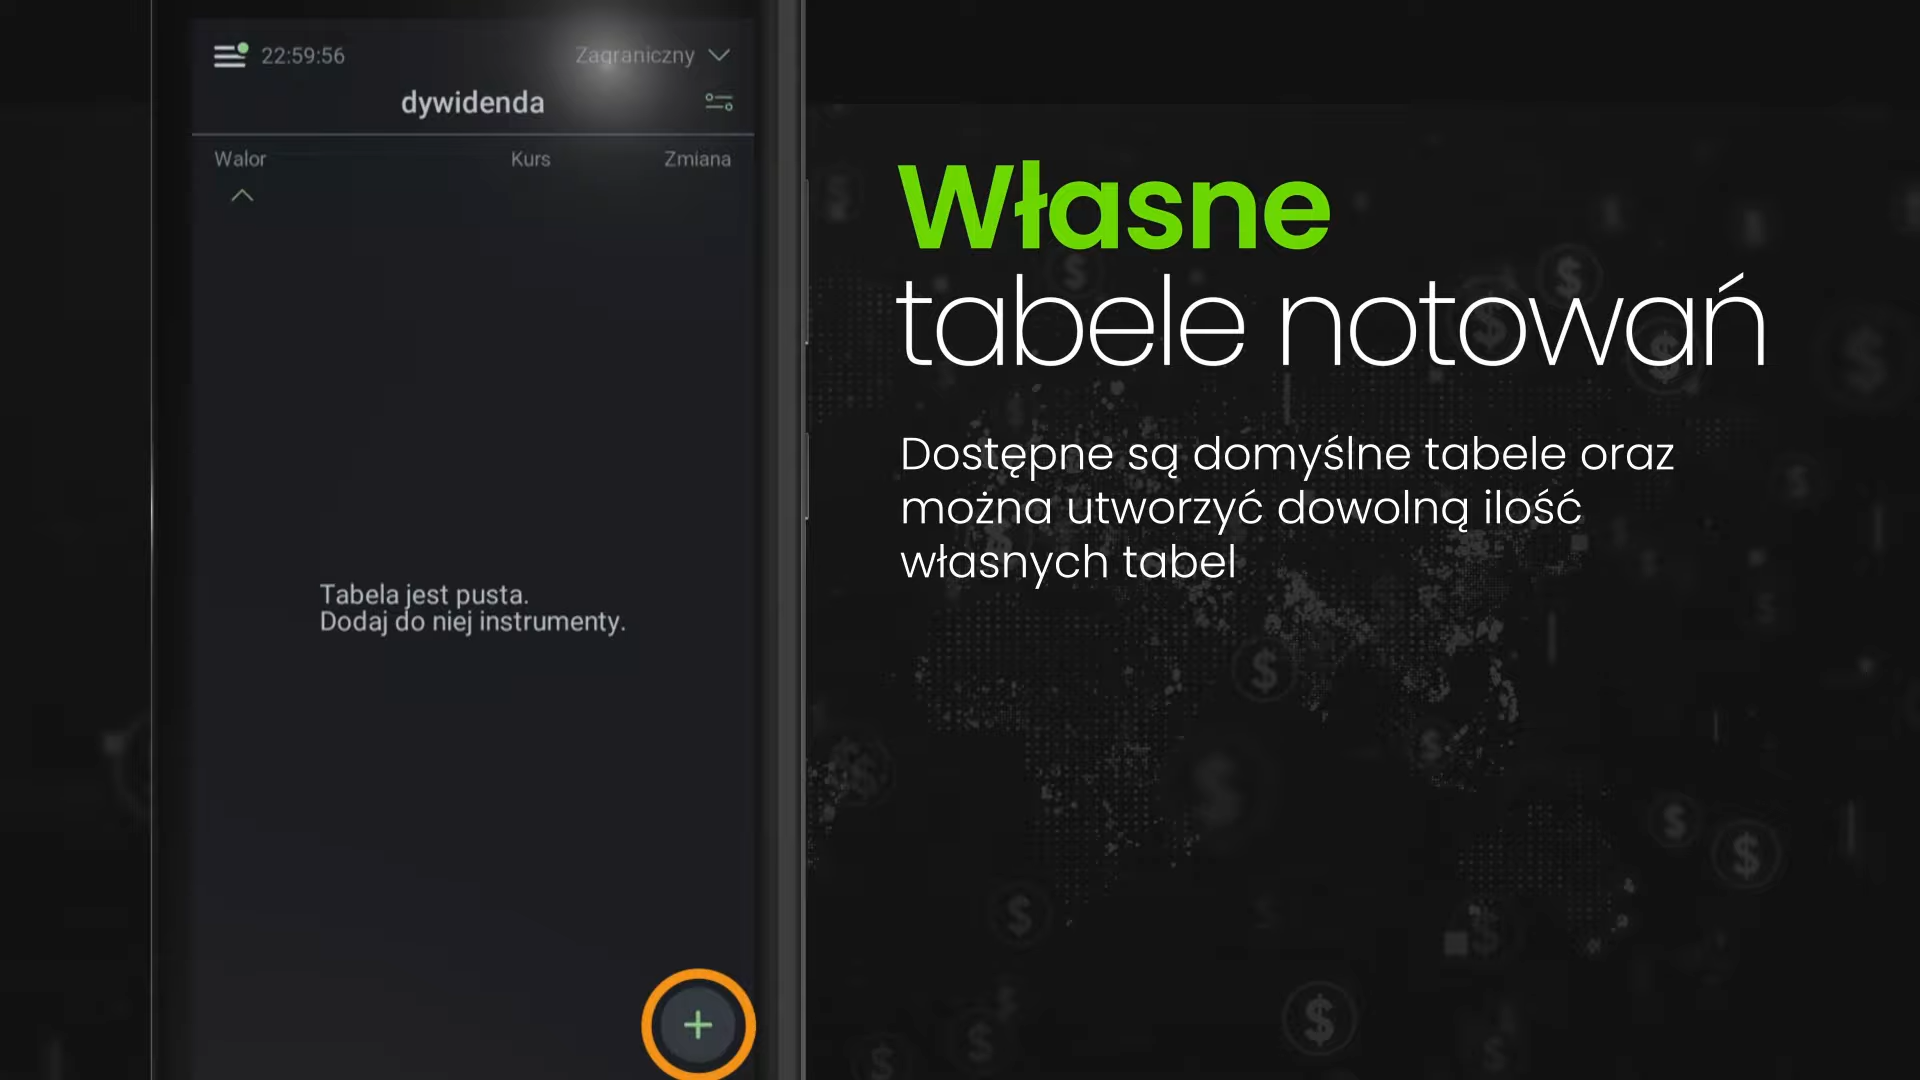 22:59:56
Zagraniczny
dywidenda
Walor Kurs Zmiana
Tabela jest pusta.
Dodaj do niej instrumenty.
Własne
tabele notowań
Dostępne są domyślne tabele oraz
można utworzyć dowolną ilość
własnych tabel